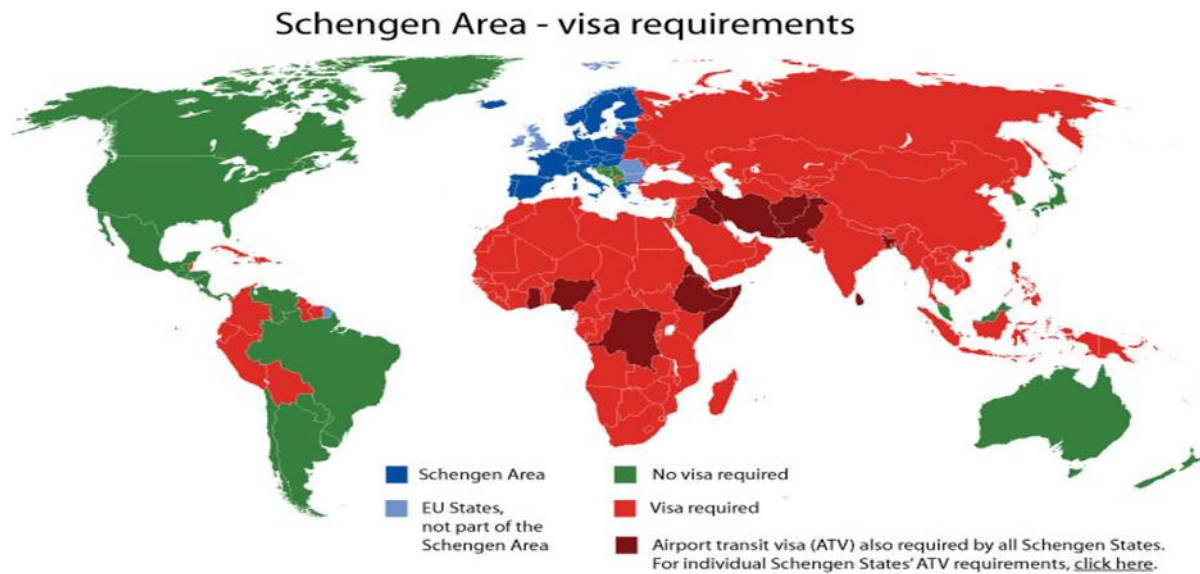 Schengen Area - visa requirements
Schengen Area
EU States,
not part of the
Schengen Area
No visa required
Visa required
Airport transit visa (ATV) also required by all Schengen States.
For individual Schengen States' ATV requirements, click here.